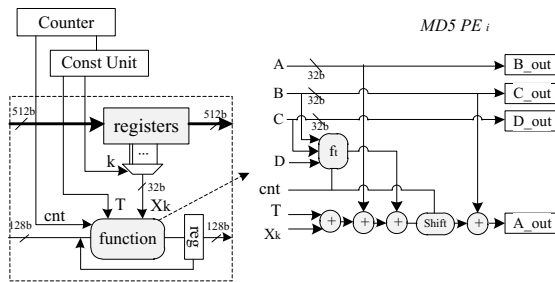 Counter
Const Unit
512b
registers
512b
...
k
32b
T
Xk
cnt
128b
function
reg
128b
MD5 PE i
A
32b
B_out
B
32b
C_out
C
32b
D_out
D
ft
cnt
T
Xk
+
+
+
Shift
+
A_out